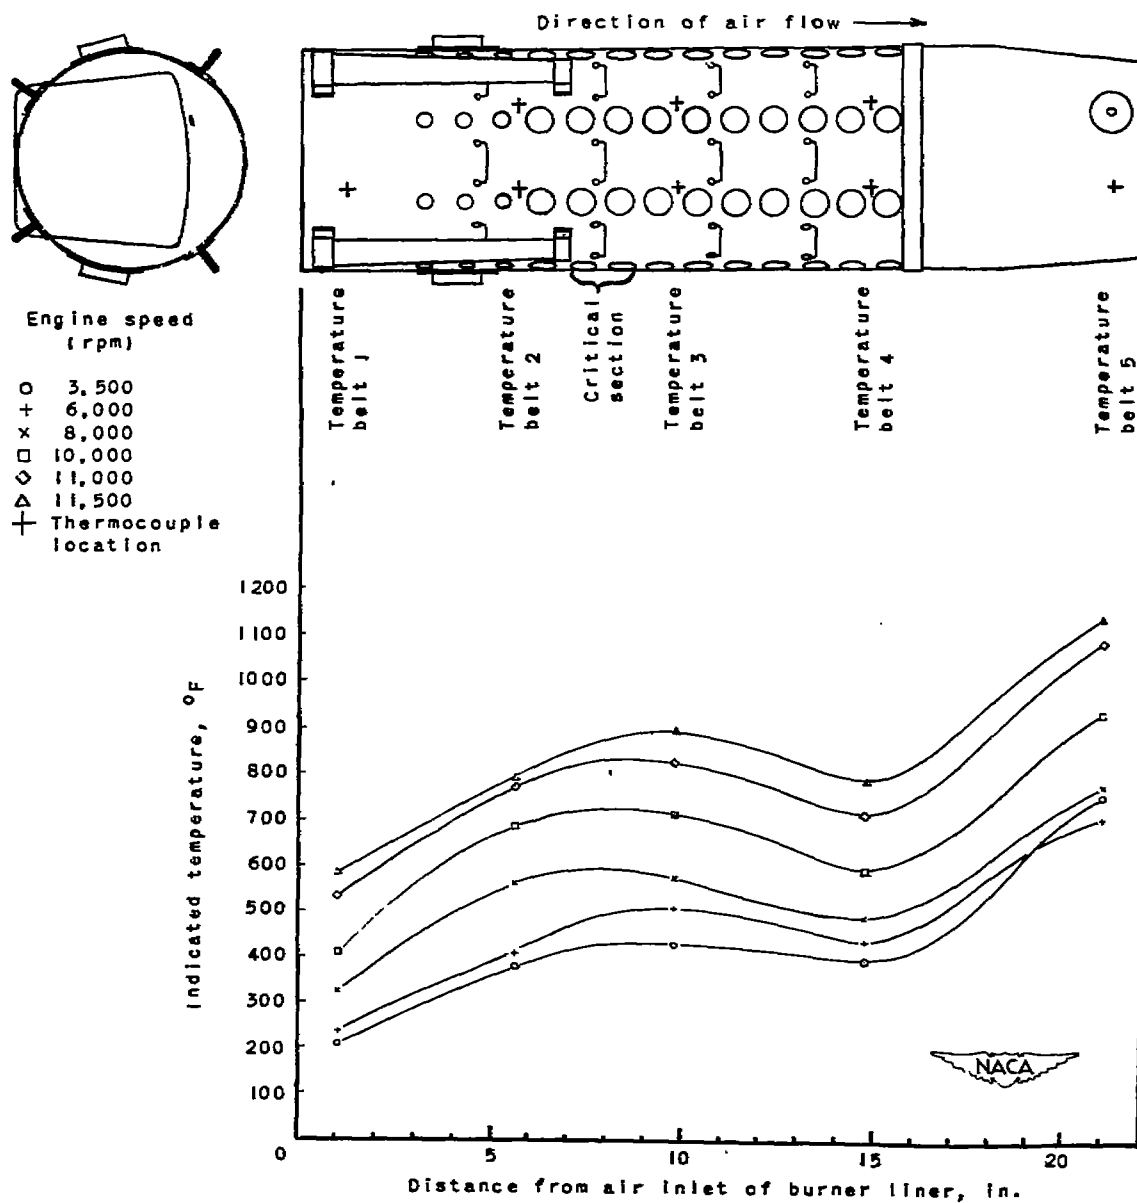 Direction of air flow
Engine speed
(rpm)
3,500
6,000
8,000
10,000
11,000
11,500
Thermocouple
location
Temperature
belt 1
Temperature
belt 2
Critical
section
Temperature
belt 3
Temperature
belt 4
Temperature
belt 5
1200
1100
1000
900
800
700
600
500
400
300
200
100
0
Indicated temperature, °F
NACA
0
5
10
15
20
Distance from air inlet of burner liner, in.